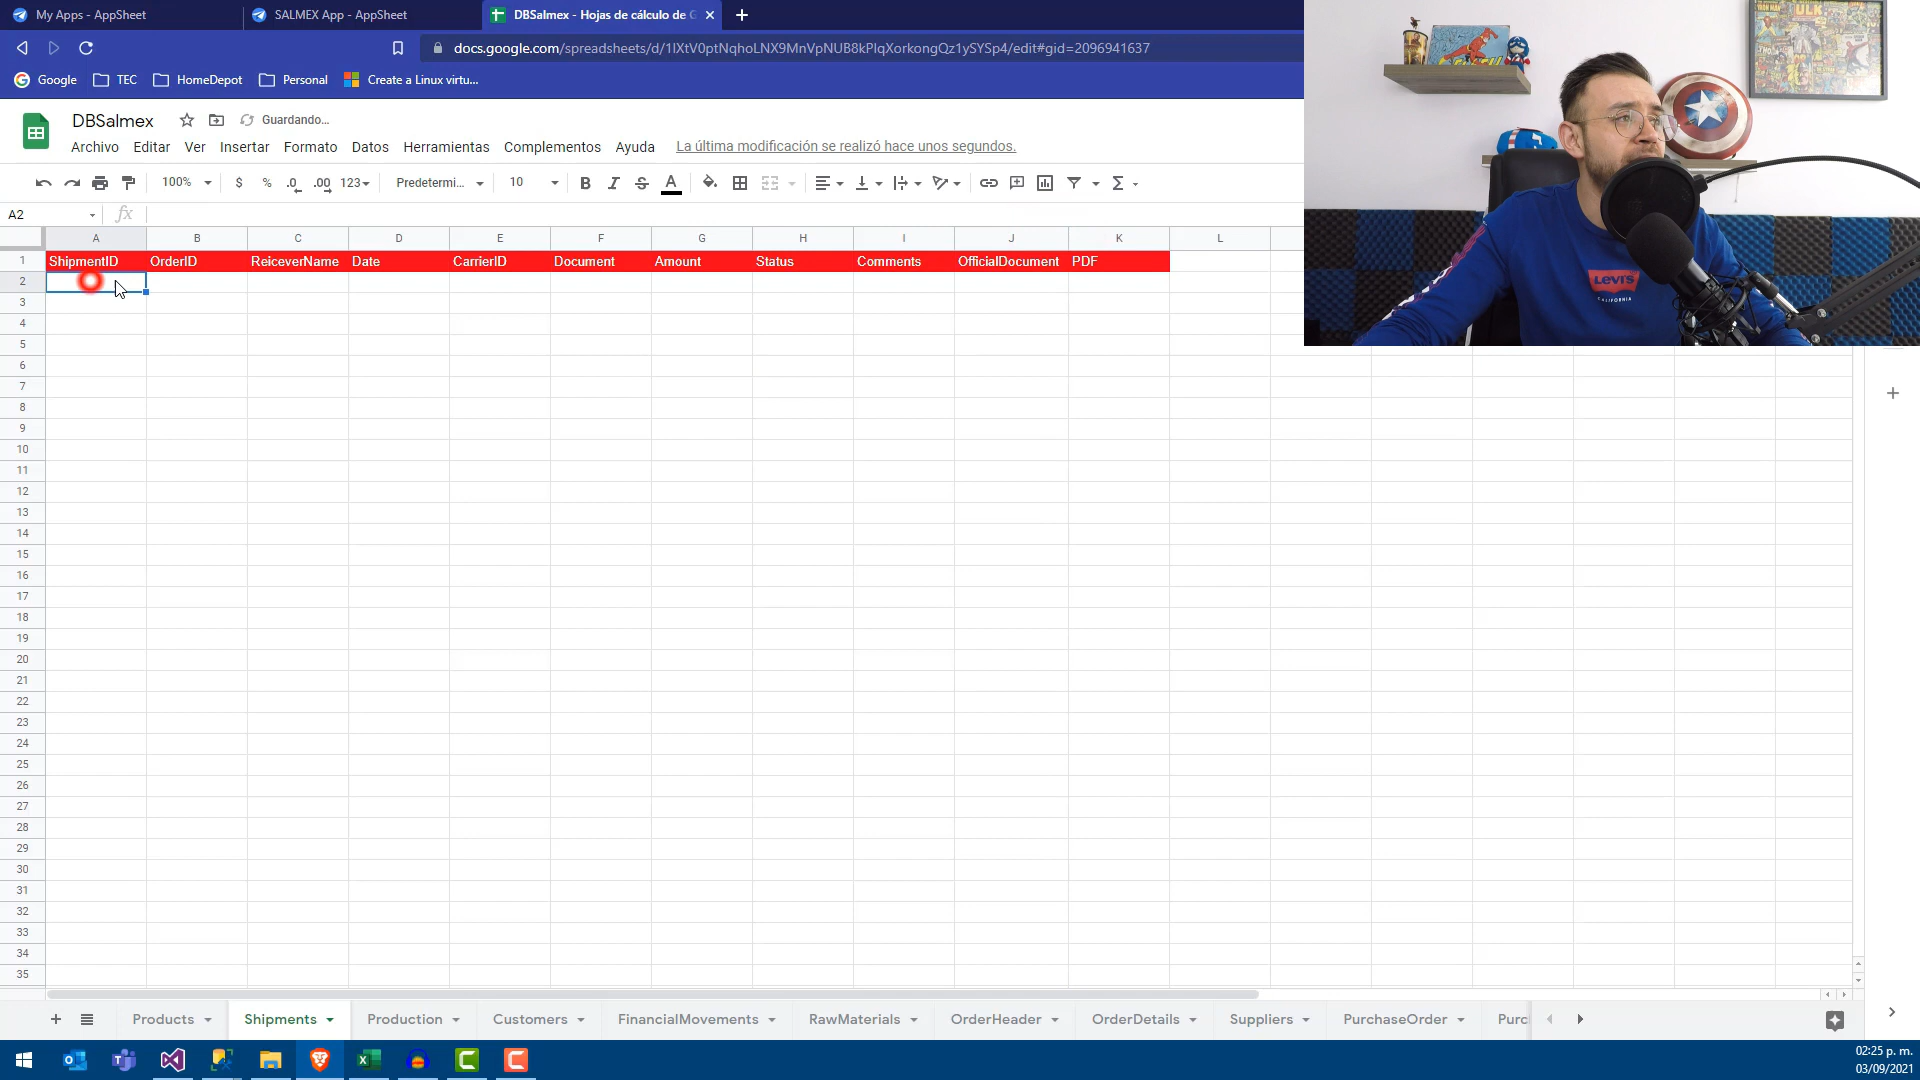 My Apps - AppSheet
SALMEX App - AppSheet
DBSalmex - Hojas de cálculo de G
docs.google.com/spreadsheets/d/1IXtV0ptNqhoLNX9MnVpNUB8kPlqXorkongQz1ySYSp4/edit#gid=2096941637
Google TEC HomeDepot Personal Create a Linux virtu...
DBSalmex Guardando...
Archivo Editar Ver Insertar Formato Datos Herramientas Complementos Ayuda La última modificación se realizó hace unos segundos.
100% $ % .0 .00 123 Predetermi... 10 B I S A Σ
A2 fx
A B C D E F G H I J K L
1 ShipmentID OrderID ReiceverName Date CarrierID Document Amount Status Comments OfficialDocument PDF
2
3
4
5
6
7
8
9
10
11
12
13
14
15
16
17
18
19
20
21
22
23
24
25
26
27
28
29
30
31
32
33
34
35
Products Shipments Production Customers FinancialMovements RawMaterials OrderHeader OrderDetails Suppliers PurchaseOrder Purc
02:25 p. m.
03/09/2021
LEVI'S
CALIFORNIA
HULK